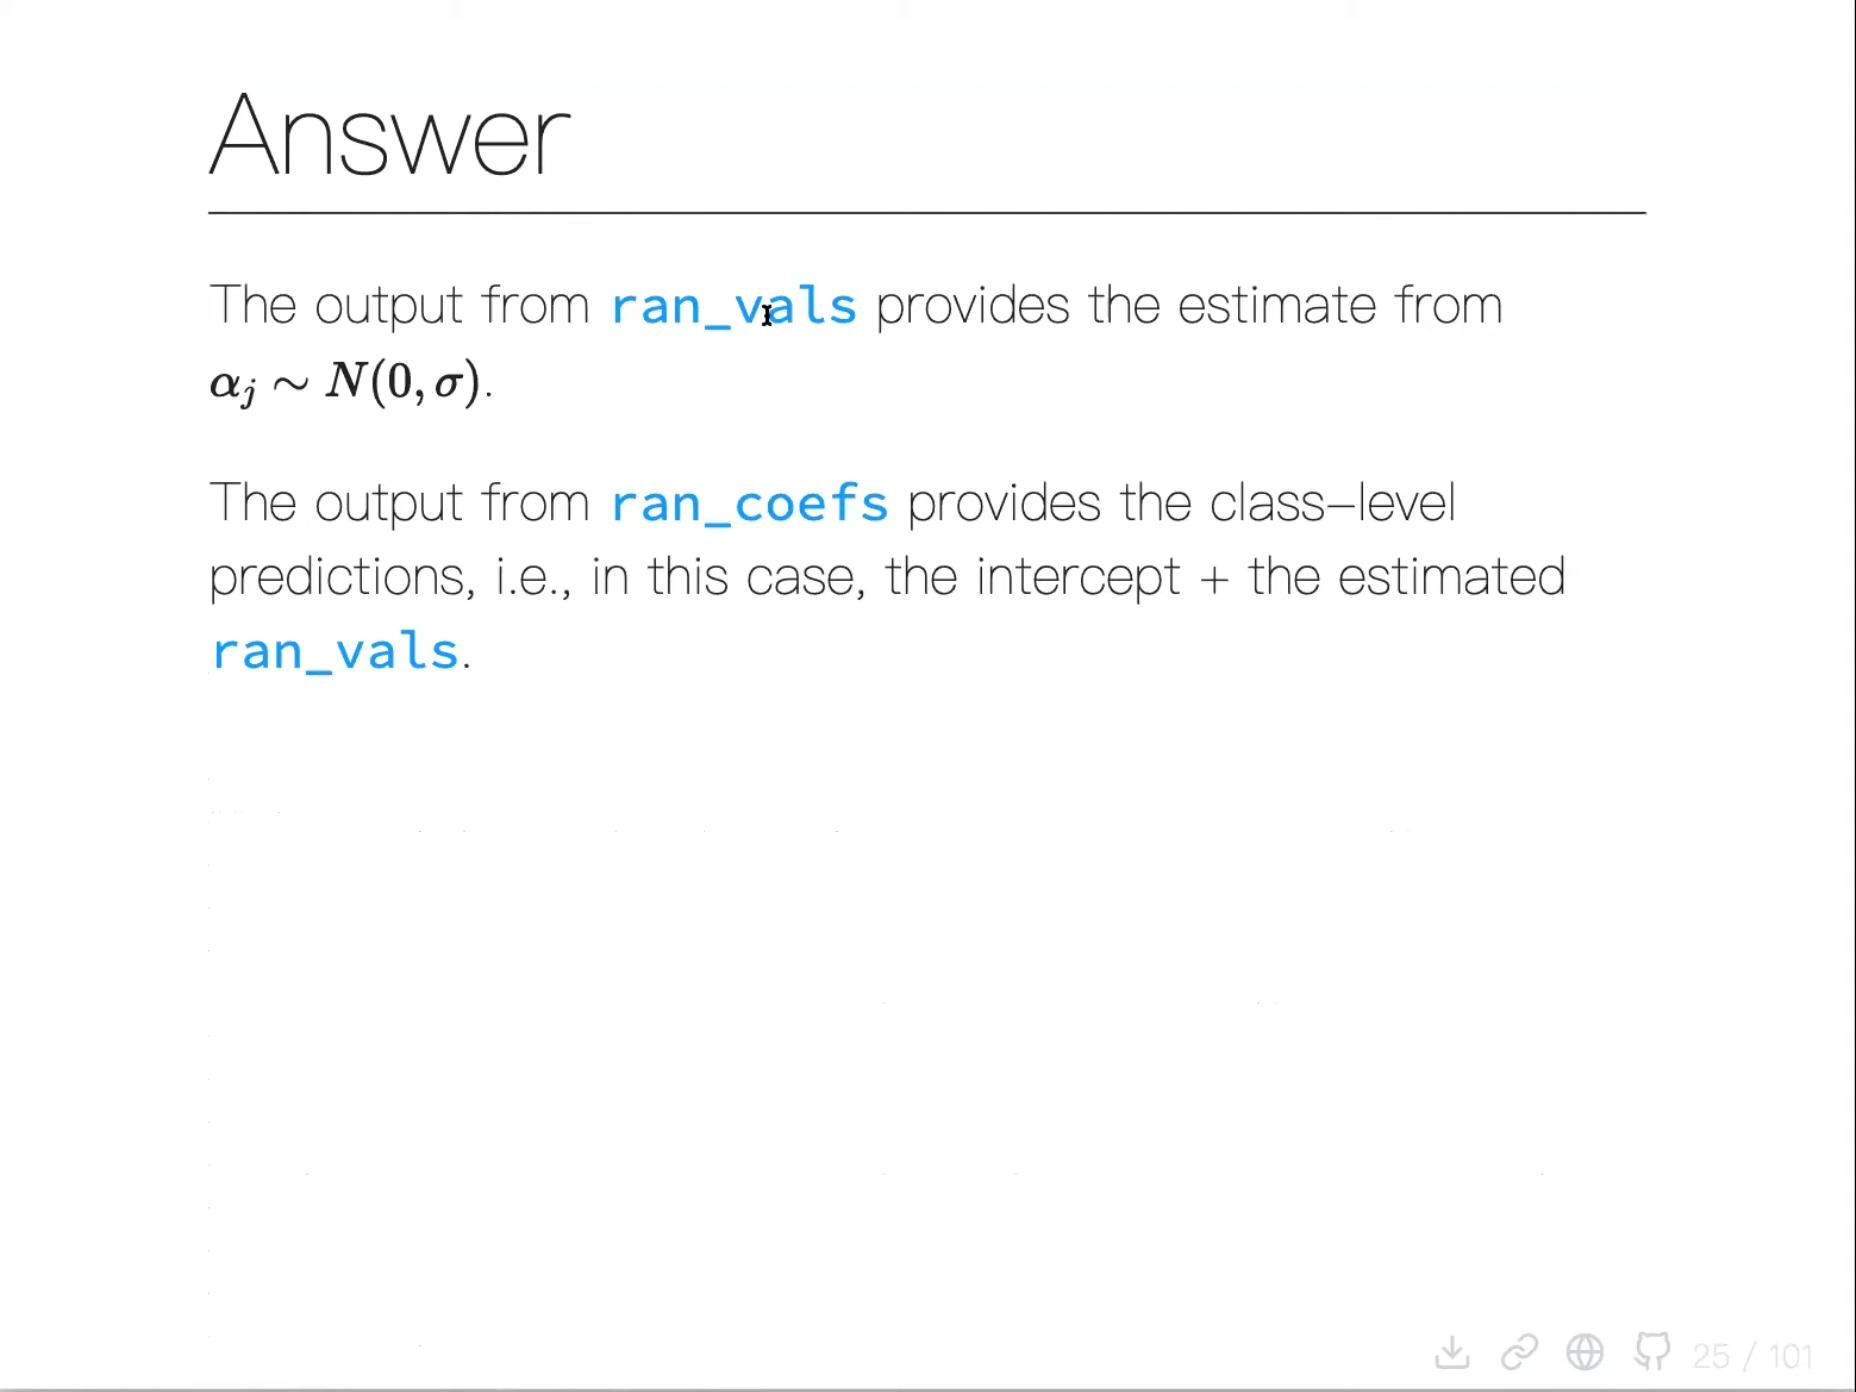 Answer
The output from ran_vals provides the estimate from
αj ∼ N(0, σ).
The output from ran_coefs provides the class–level
predictions, i.e., in this case, the intercept + the estimated
ran_vals.
25 / 101